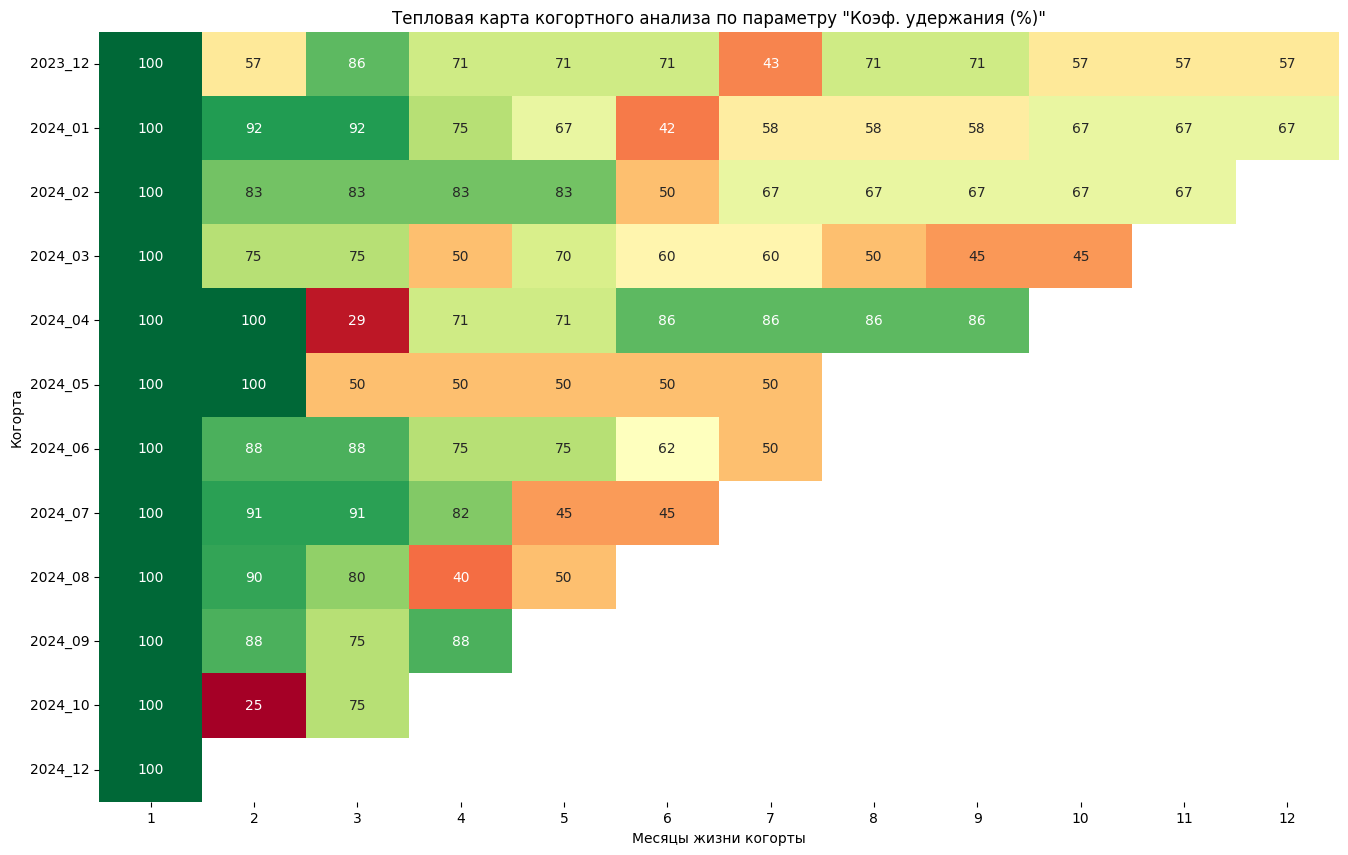 Тепловая карта когортного анализа по параметру "Коэф. удержания (%)"
2023_12 100 57 86 71 71 71 43 71 71 57 57 57
2024_01 100 92 92 75 67 42 58 58 58 67 67 67
2024_02 100 83 83 83 83 50 67 67 67 67 67
2024_03 100 75 75 50 70 60 60 50 45 45
2024_04 100 100 29 71 71 86 86 86 86
2024_05 100 100 50 50 50 50 50
Когорта
2024_06 100 88 88 75 75 62 50
2024_07 100 91 91 82 45 45
2024_08 100 90 80 40 50
2024_09 100 88 75 88
2024_10 100 25 75
2024_12 100
1 2 3 4 5 6 7 8 9 10 11 12
Месяцы жизни когорты